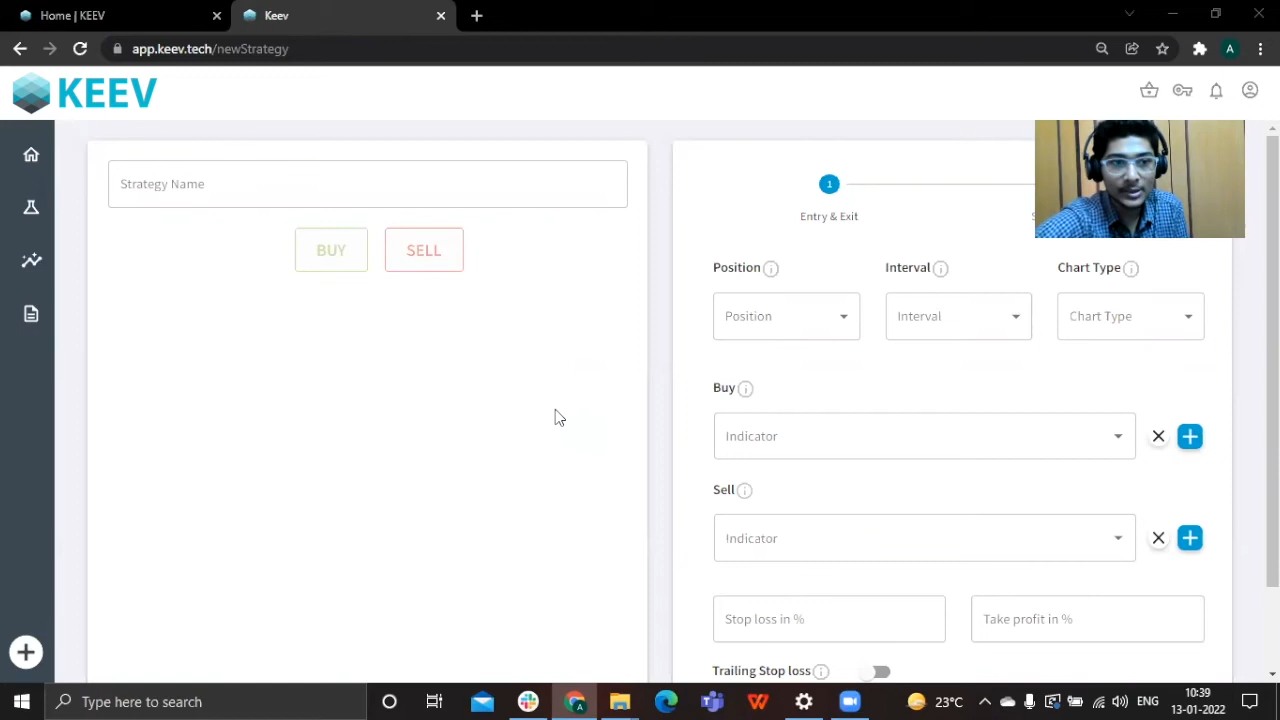 Home | KEEV
Keev
app.keev.tech/newStrategy
A
KEEV
Strategy Name
BUY
SELL
1
Entry & Exit
Position
Interval
Chart Type
Position
Interval
Chart Type
Buy
Indicator
Sell
Indicator
Stop loss in %
Take profit in %
Trailing Stop loss
Type here to search
23°C
ENG
10:39
13-01-2022